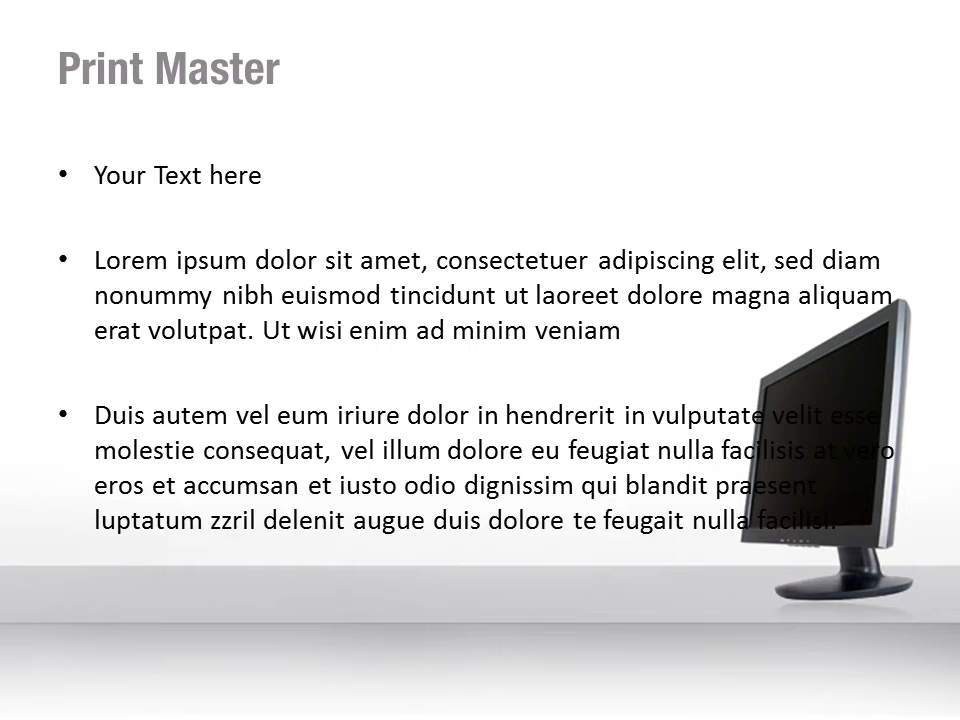 Print Master
• Your Text here
• Lorem ipsum dolor sit amet, consectetuer adipiscing elit, sed diam
nonummy nibh euismod tincidunt ut laoreet dolore magna aliquam
erat volutpat. Ut wisi enim ad minim veniam
• Duis autem vel eum iriure dolor in hendrerit in vulputate velit esse
molestie consequat, vel illum dolore eu feugiat nulla facilisis at vero
eros et accumsan et iusto odio dignissim qui blandit praesent
luptatum zzril delenit augue duis dolore te feugait nulla facilisi.